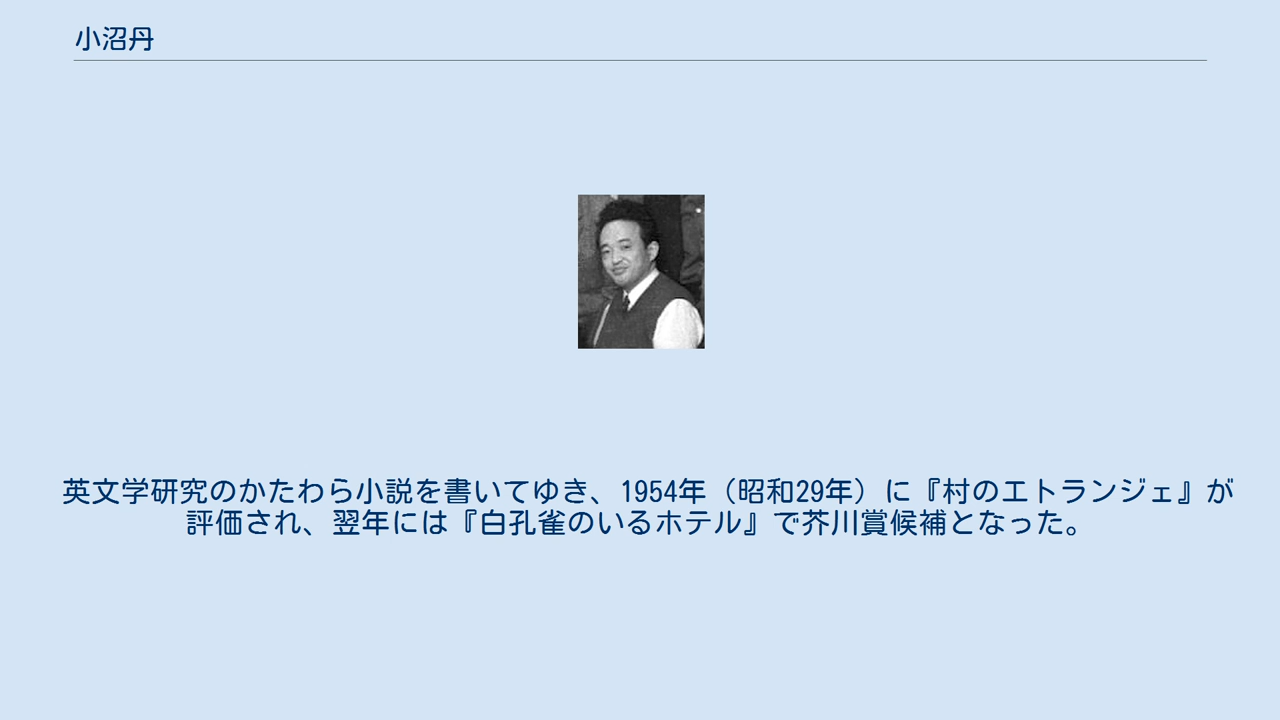 小沼丹
英文学研究のかたわら小説を書いてゆき、1954年（昭和29年）に『村のエトランジェ』が
評価され、翌年には『白孔雀のいるホテル』で芥川賞候補となった。